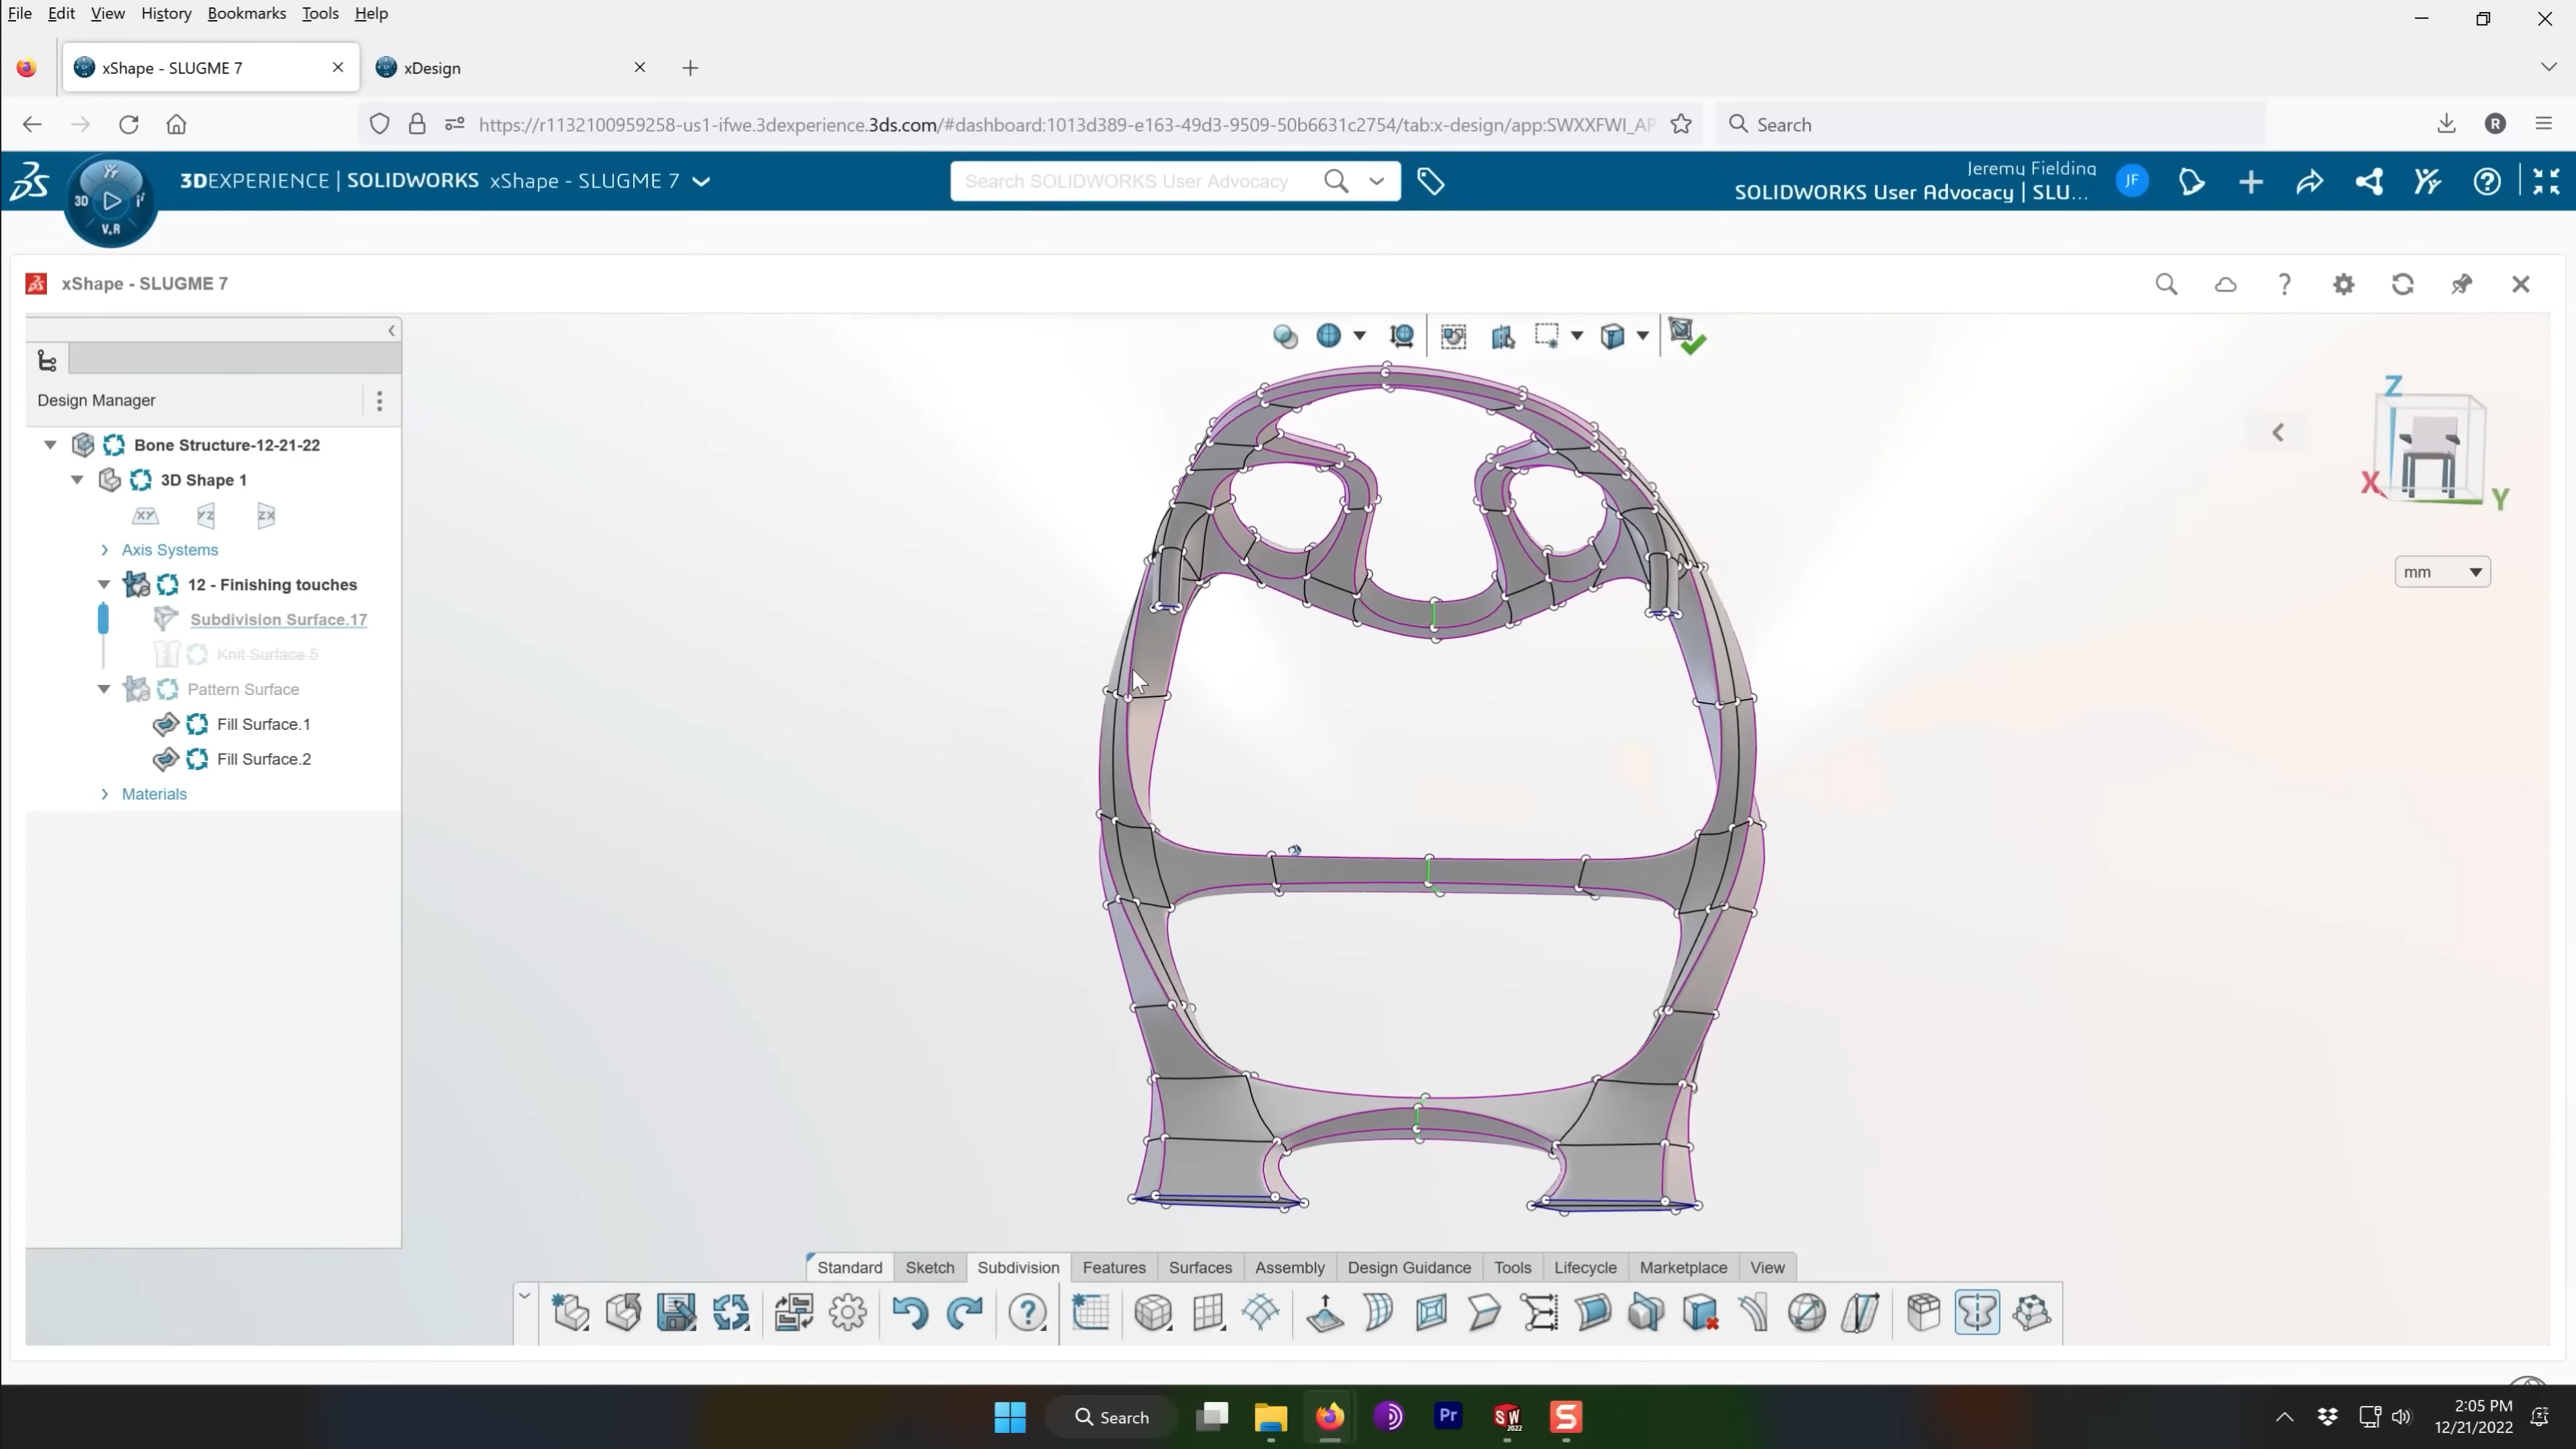 File Edit View History Bookmarks Tools Help
xShape - SLUGME 7
xDesign
https://r1132100959258-us1-ifwe.3dexperience.3ds.com/#dashboard:1013d389-e163-49d3-9509-50b6631c2754/tab:x-design/app:SWXXFWI_AP
Search
R
3D
V.R
3DEXPERIENCE | SOLIDWORKS xShape - SLUGME 7
Search SOLIDWORKS User Advocacy
Jeremy Fielding
SOLIDWORKS User Advocacy | SLU...
JF
xShape - SLUGME 7
Design Manager
Bone Structure-12-21-22
3D Shape 1
XY YZ ZX
Axis Systems
12 - Finishing touches
Subdivision Surface.17
Knit Surface.5
Pattern Surface
Fill Surface.1
Fill Surface.2
Materials
Z
X
Y
mm
Standard Sketch Subdivision Features Surfaces Assembly Design Guidance Tools Lifecycle Marketplace View
Search
Pr
SW
2022
S
2:05 PM
12/21/2022